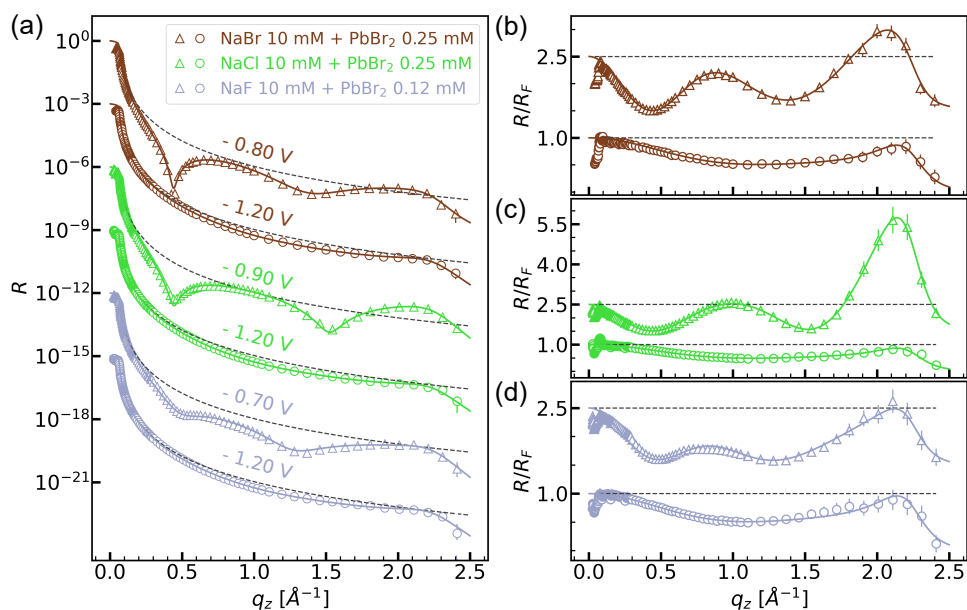 (a)
NaBr 10 mM + PbBr₂ 0.25 mM
NaCl 10 mM + PbBr₂ 0.25 mM
NaF 10 mM + PbBr₂ 0.12 mM
- 0.80 V
- 1.20 V
- 0.90 V
- 1.20 V
- 0.70 V
- 1.20 V
R
10⁰
10⁻³
10⁻⁶
10⁻⁹
10⁻¹²
10⁻¹⁵
10⁻¹⁸
10⁻²¹
0.0 0.5 1.0 1.5 2.0 2.5
q_z [Å⁻¹]
(b)
R/R_F
2.5
1.0
(c)
R/R_F
5.5
4.0
2.5
1.0
(d)
R/R_F
2.5
1.0
0.0 0.5 1.0 1.5 2.0 2.5
q_z [Å⁻¹]